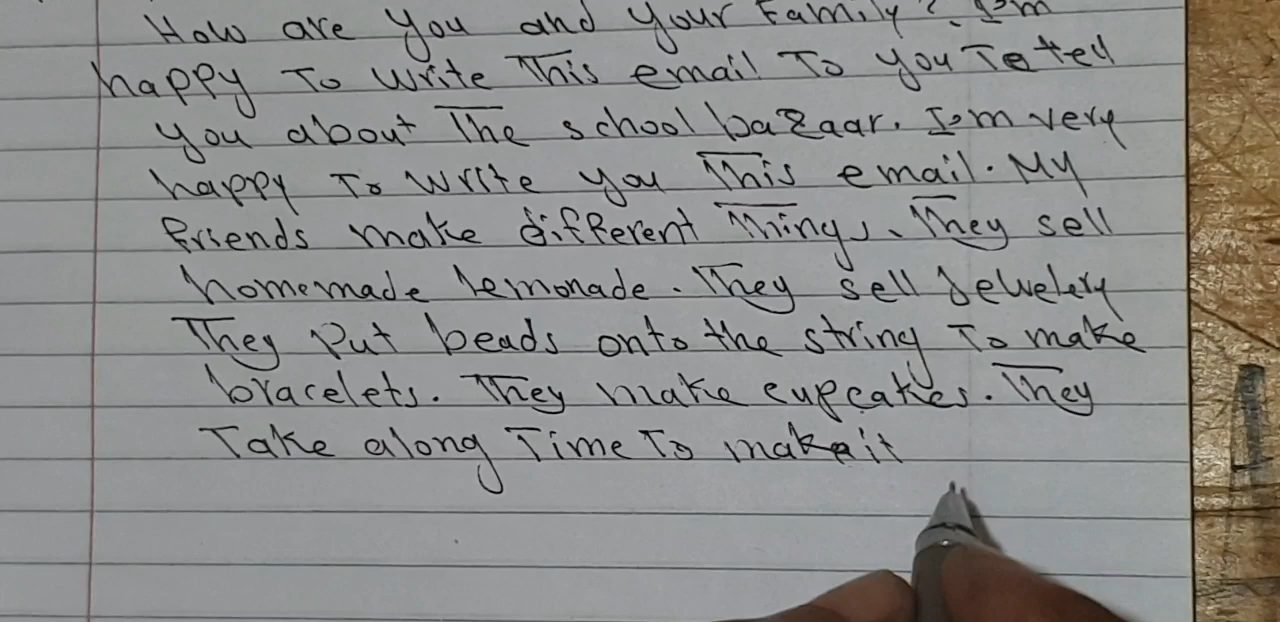 How are you and your family? I'm
happy To write This email To you To tell
you about The school bazaar. I'm very
happy To write you This email. My
friends make different Things. They sell
homemade lemonade. They sell Jewelery
They put beads onto the string To make
bracelets. They make cupcakes. They
Take along Time To make it